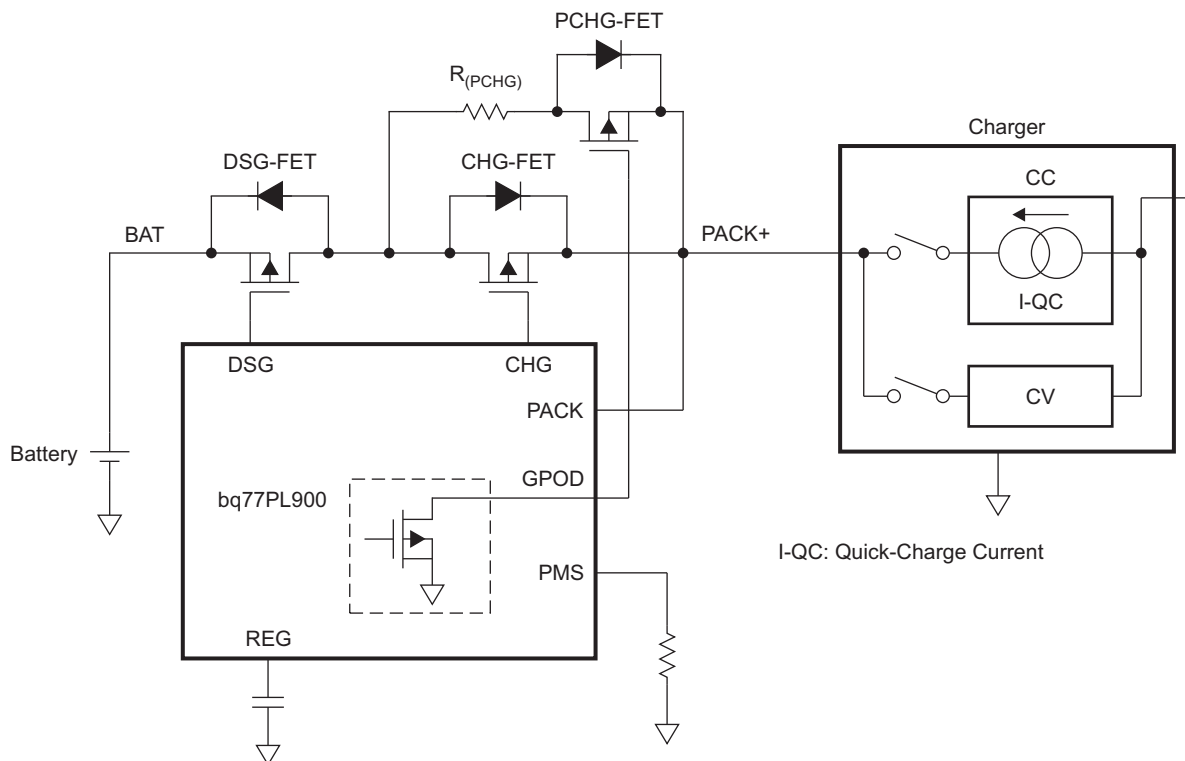 PCHG-FET
R(PCHG)
Charger
DSG-FET
CHG-FET
CC
BAT
PACK+
I-QC
DSG
CHG
PACK
CV
Battery
GPOD
bq77PL900
I-QC: Quick-Charge Current
PMS
REG